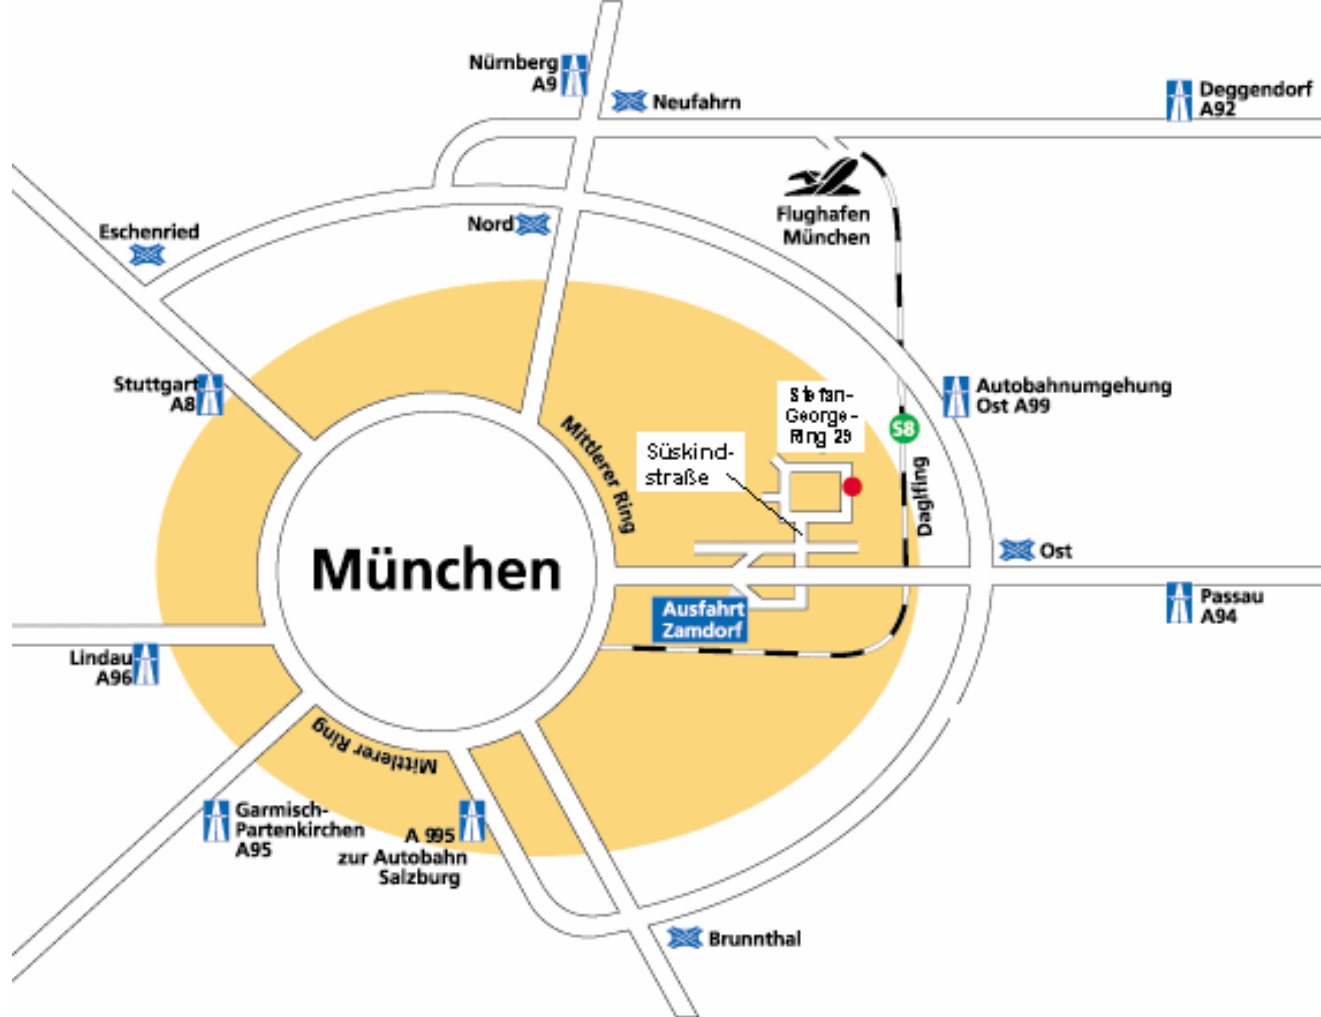 Nürnberg
A9
Neufahrn
Deggendorf
A92
Eschenried
Nord
Flughafen
München
Stuttgart
A8
Stefan-
George-
Ring 29
Autobahnumgehung
Ost A99
S8
Mittlerer Ring
Süskind-
straße
Daglfing
München
Ost
Ausfahrt
Zamdorf
Passau
A94
Lindau
A96
Mittlerer Ring
Garmisch-
Partenkirchen
A95
A 995
zur Autobahn
Salzburg
Brunnthal